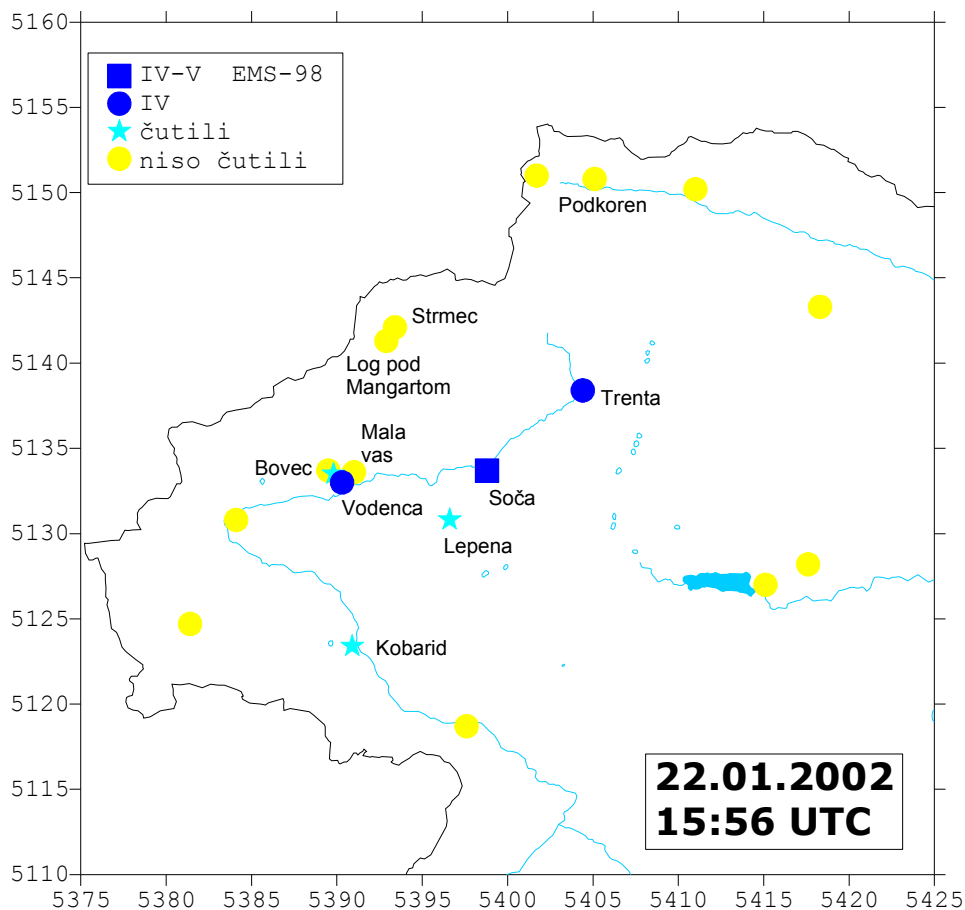 5160
5155
5150
5145
5140
5135
5130
5125
5120
5115
5110
IV-V EMS-98
IV
čutili
niso čutili
Podkoren
Strmec
Log pod
Mangartom
Trenta
Mala
vas
Bovec
Vodenca
Soča
Lepena
Kobarid
22.01.2002
15:56 UTC
5375 5380 5385 5390 5395 5400 5405 5410 5415 5420 5425